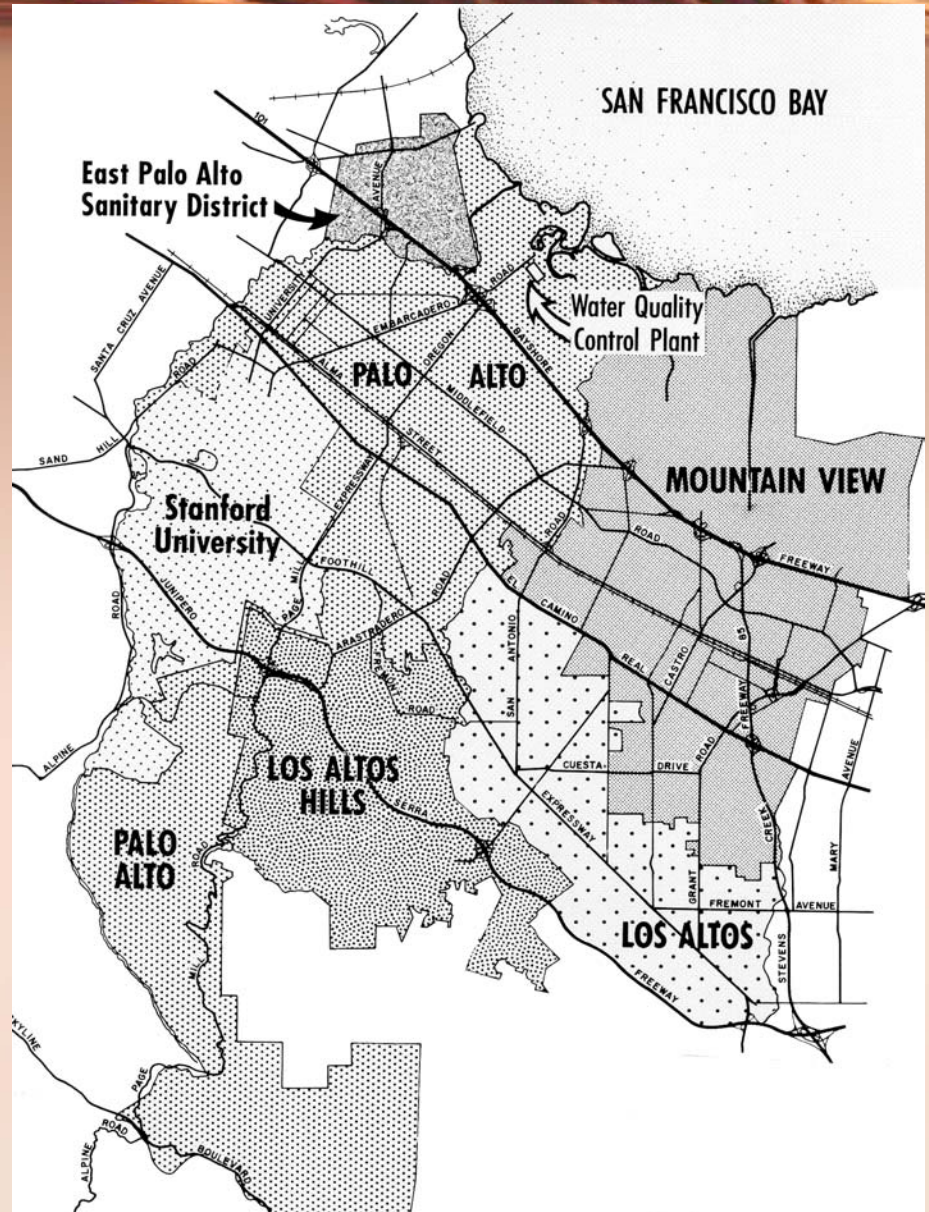 SAN FRANCISCO BAY
101
East Palo Alto
Sanitary District
AVENUE
SANTA CRUZ AVENUE
UNIVERSITY
EMBARCADERO
ROAD
OREGON
BAYSHORE
Water Quality
Control Plant
ROAD
ALMA
PALO
ALTO
MIDDLEFIELD
STREET
SAND
HILL
EXPRESSWAY
MOUNTAIN VIEW
Stanford
University
ROAD
ROAD
FREEWAY
FOOTHILL
MILL
PAGE
JUNIPERO
ROAD
ARASTRADERO
ROAD
EL
CAMINO
REAL
SAN
ANTONIO
CASTRO
85
FREEWAY
FREMONT
ROAD
ALPINE
LOS ALTOS
HILLS
SERRA
CUESTA
DRIVE
ROAD
EXPRESSWAY
AVENUE
MARY
CREEK
STEVENS
PALO
ALTO
ROAD
MILL
GRANT
FREMONT
AVENUE
LOS ALTOS
FREEWAY
SKYLINE
PAGE
ROAD
ALPINE
BOULEVARD